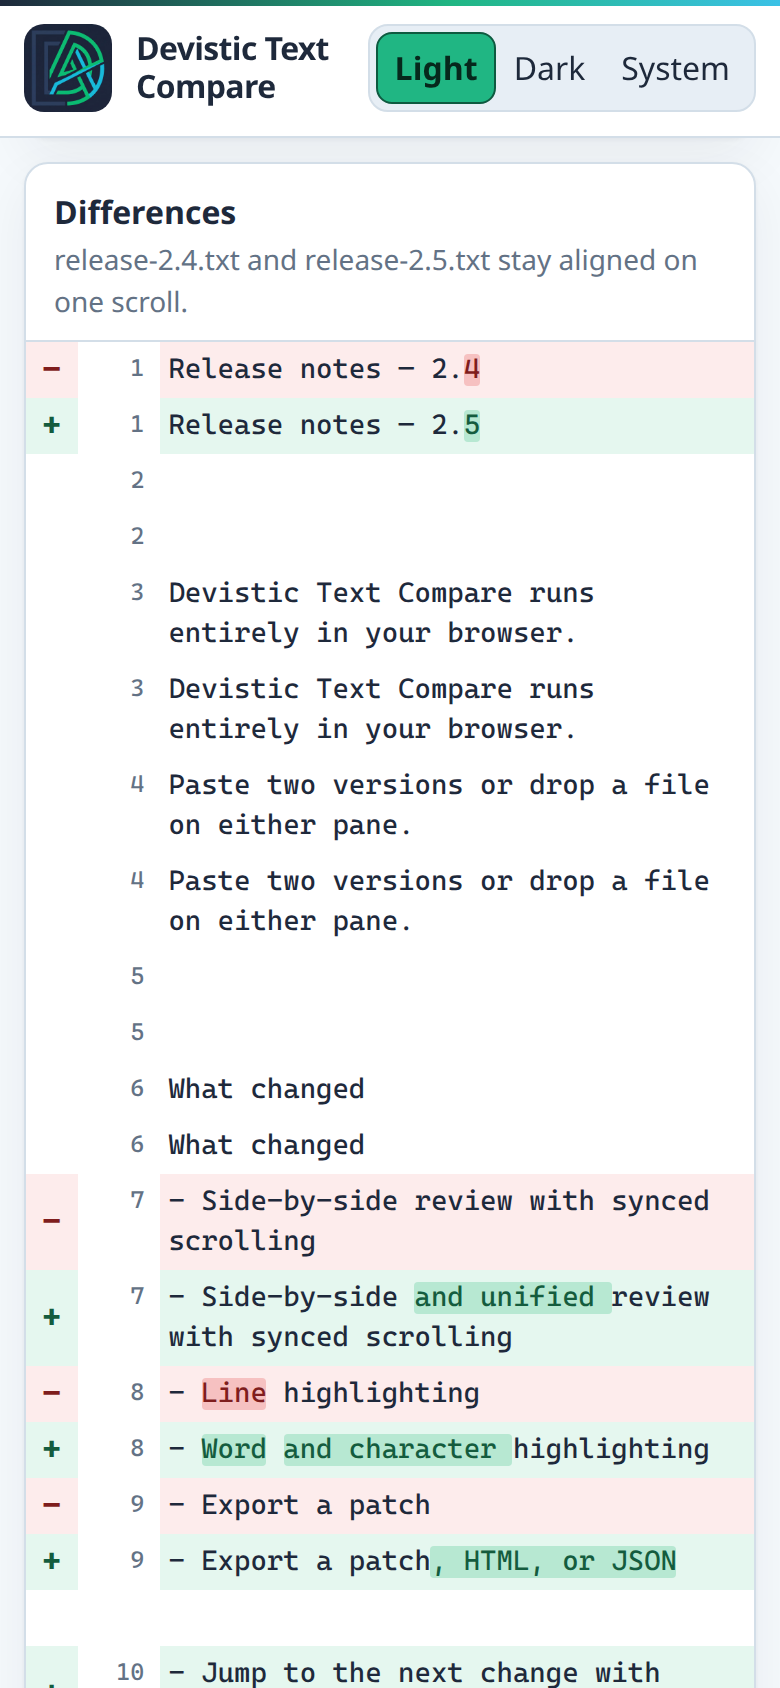 Devistic Text
Compare
Light Dark System
Differences
release-2.4.txt and release-2.5.txt stay aligned on
one scroll.
− 1 Release notes — 2.4
+ 1 Release notes — 2.5
2
2
3 Devistic Text Compare runs
entirely in your browser.
3 Devistic Text Compare runs
entirely in your browser.
4 Paste two versions or drop a file
on either pane.
4 Paste two versions or drop a file
on either pane.
5
5
6 What changed
6 What changed
− 7 - Side-by-side review with synced
scrolling
+ 7 - Side-by-side and unified review
with synced scrolling
− 8 - Line highlighting
+ 8 - Word and character highlighting
− 9 - Export a patch
+ 9 - Export a patch, HTML, or JSON
10 - Jump to the next change with